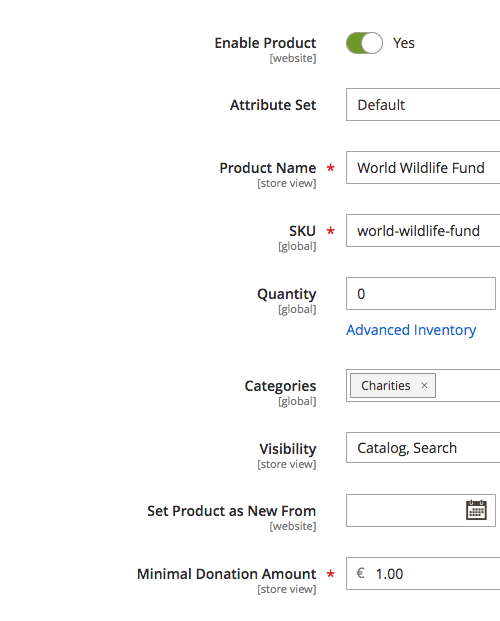 Enable Product Yes
[website]
Attribute Set Default
Product Name * World Wildlife Fund
[store view]
SKU * world-wildlife-fund
[global]
Quantity 0
[global]
Advanced Inventory
Categories Charities ×
[global]
Visibility Catalog, Search
[store view]
Set Product as New From
[website]
Minimal Donation Amount * € 1.00
[store view]